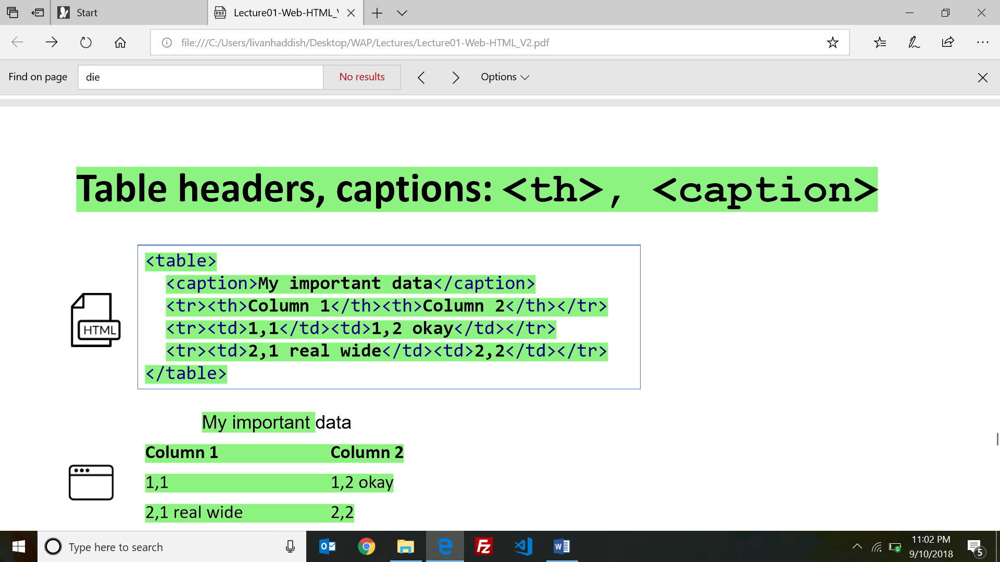 Start
PDF
Lecture01-Web-HTML_
file:///C:/Users/livanhaddish/Desktop/WAP/Lectures/Lecture01-Web-HTML_V2.pdf
Find on page
die
No results
Options
Table headers, captions: <th>, <caption>
<table>
<caption>My important data</caption>
<tr><th>Column 1</th><th>Column 2</th></tr>
<tr><td>1,1</td><td>1,2 okay</td></tr>
<tr><td>2,1 real wide</td><td>2,2</td></tr>
</table>
HTML
My important data
Column 1 Column 2
1,1 1,2 okay
2,1 real wide 2,2
Type here to search
11:02 PM
9/10/2018
5